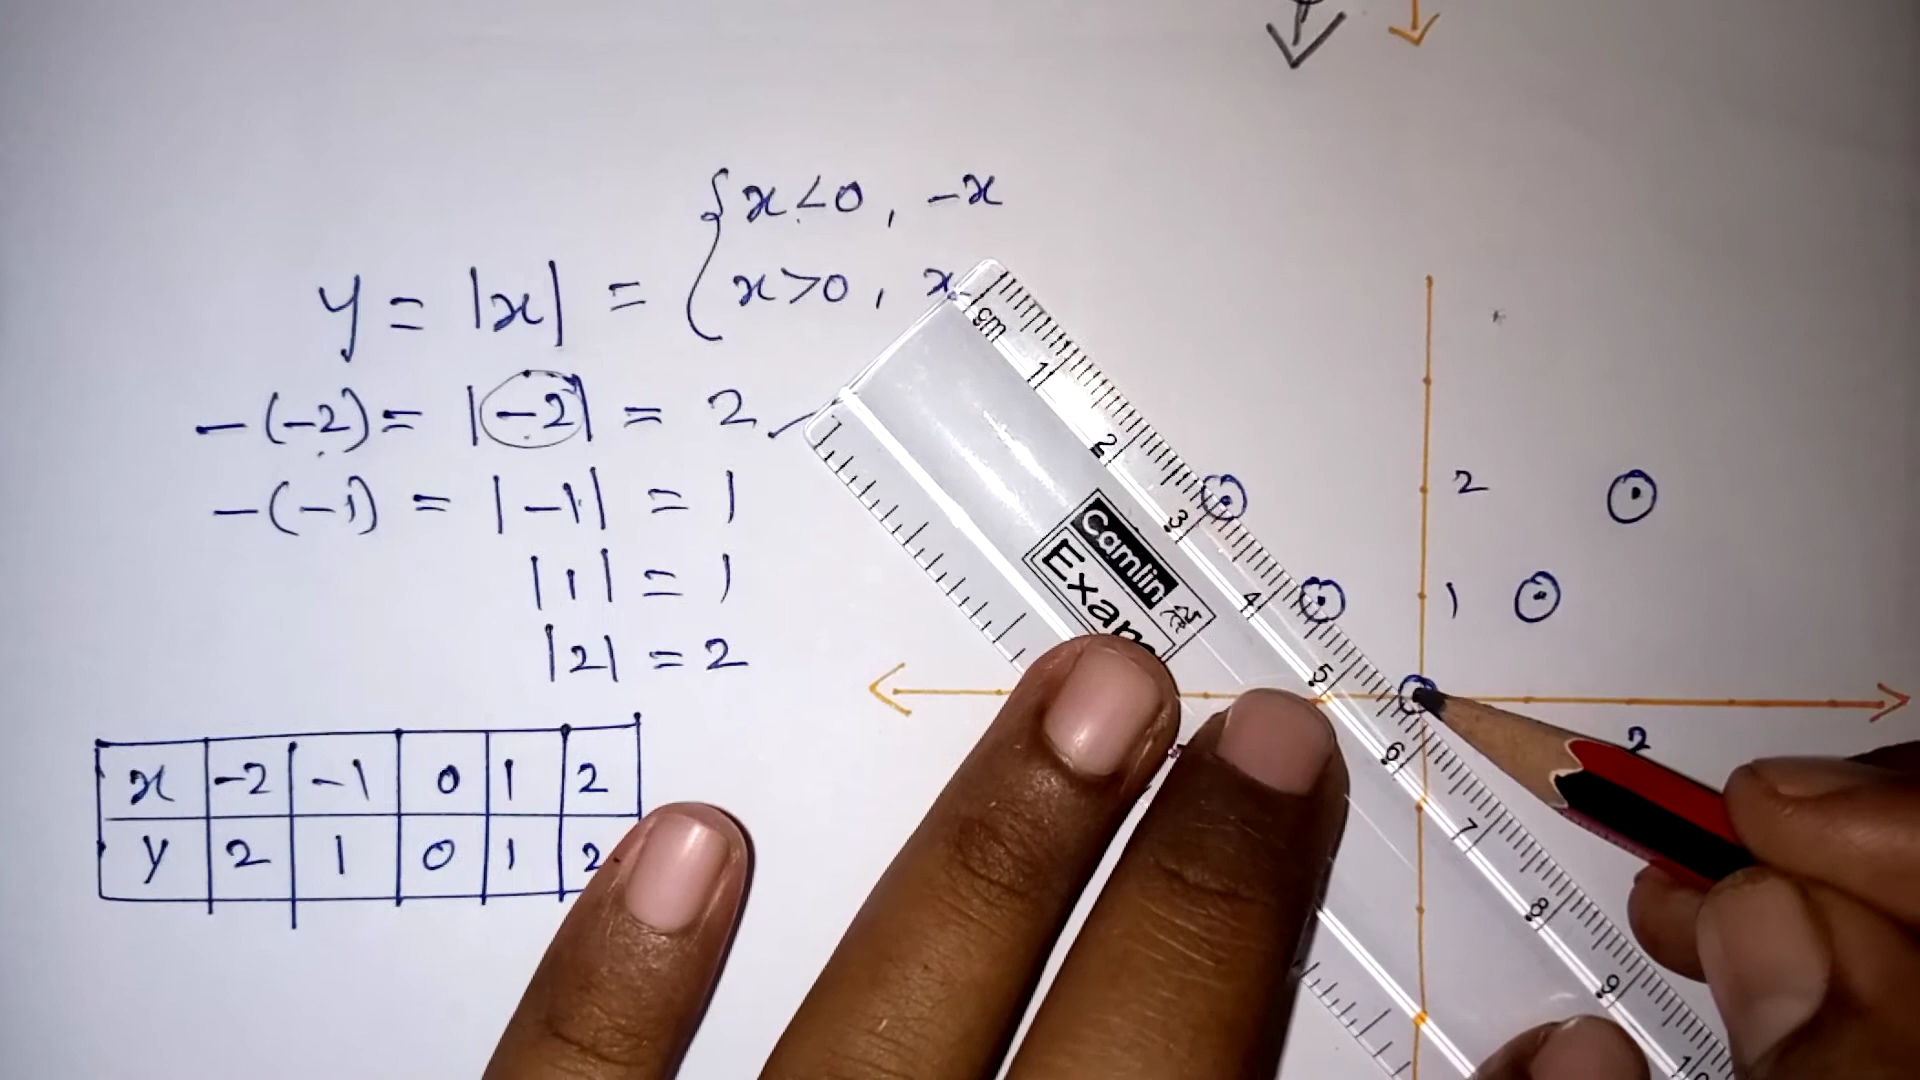 x<0, -x
y = |x| = { x>0, x
-(-2) = |-2| = 2
-(-1) = |-1| = 1
|1| = 1
|2| = 2
x -2 -1 0 1 2
y 2 1 0 1 2
cm 1 2 3 4 5 6 7 8 9
Camlin
Exam
2
1
2